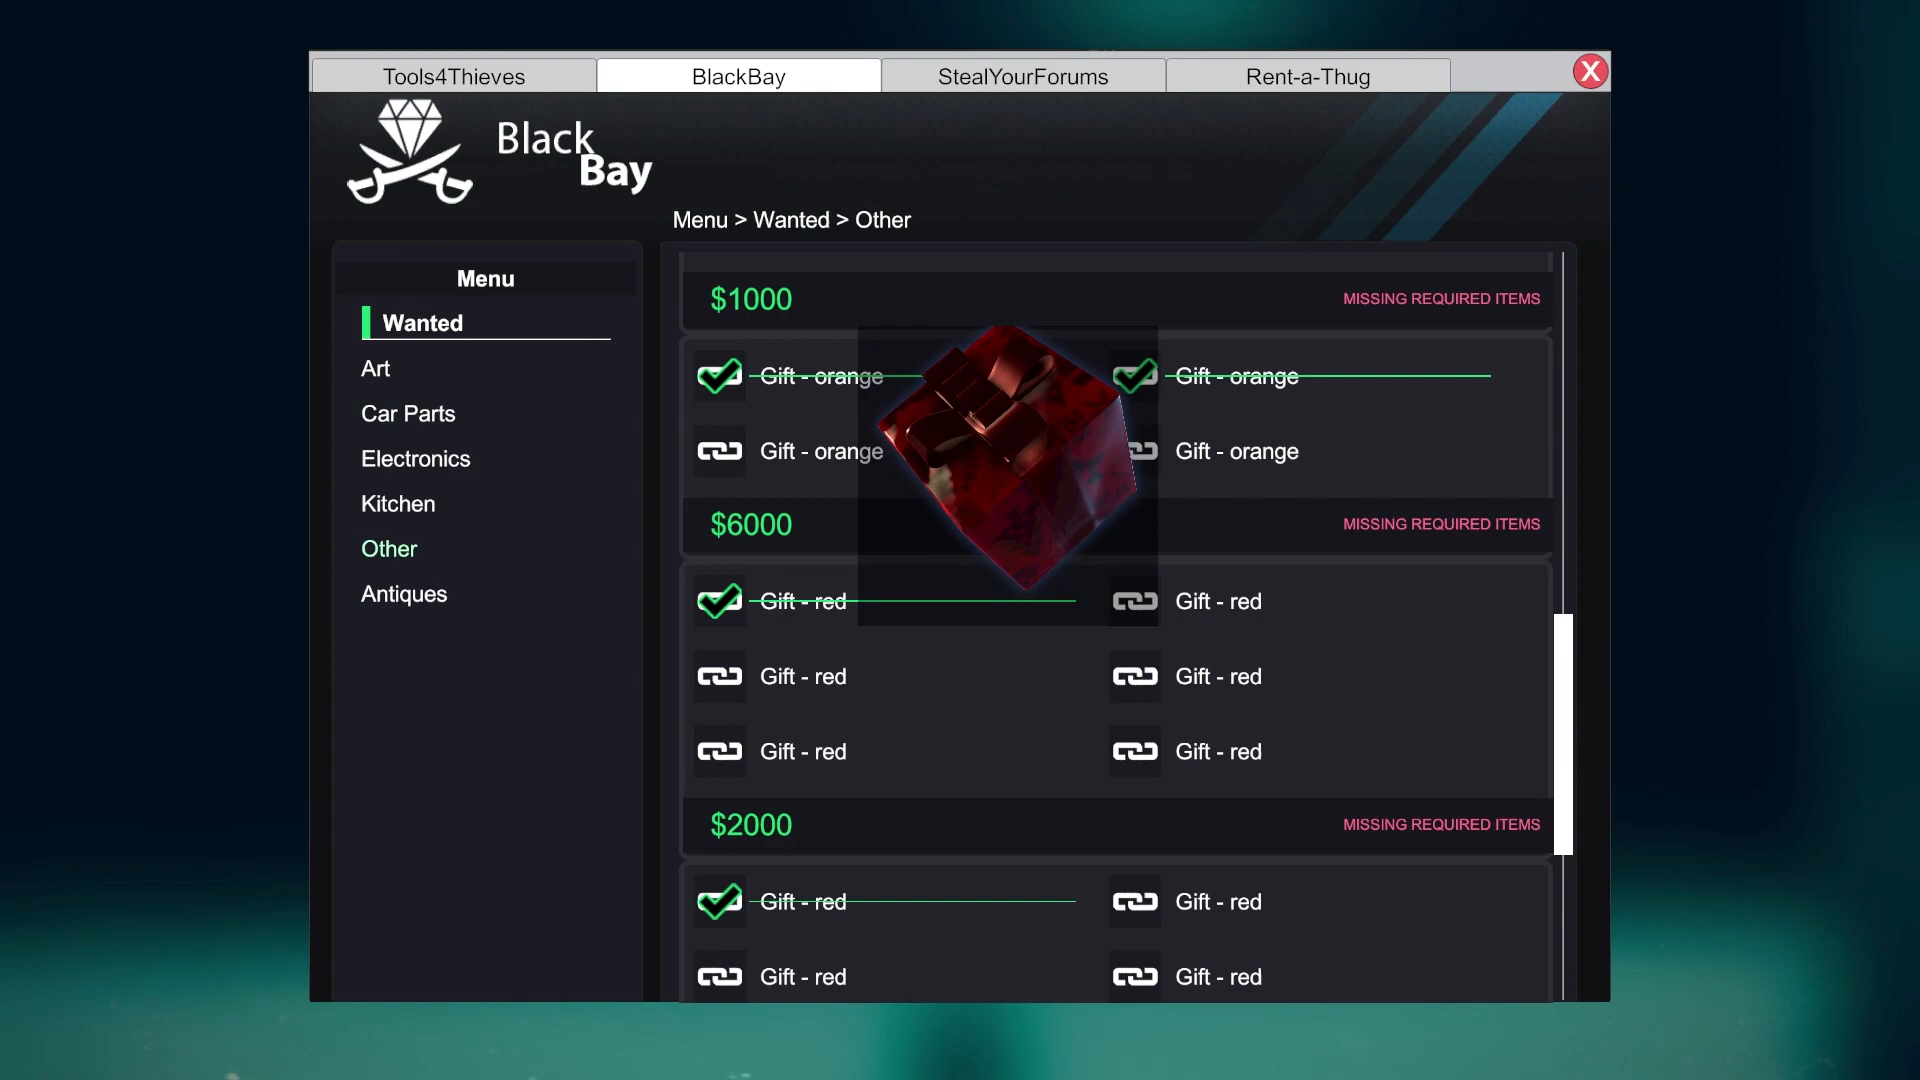 Tools4Thieves
BlackBay
StealYourForums
Rent-a-Thug
X
Black
Bay
Menu > Wanted > Other
Menu
Wanted
Art
Car Parts
Electronics
Kitchen
Other
Antiques
$1000 MISSING REQUIRED ITEMS
Gift - orange Gift - orange
Gift - orange Gift - orange
$6000 MISSING REQUIRED ITEMS
Gift - red Gift - red
Gift - red Gift - red
Gift - red Gift - red
$2000 MISSING REQUIRED ITEMS
Gift - red Gift - red
Gift - red Gift - red